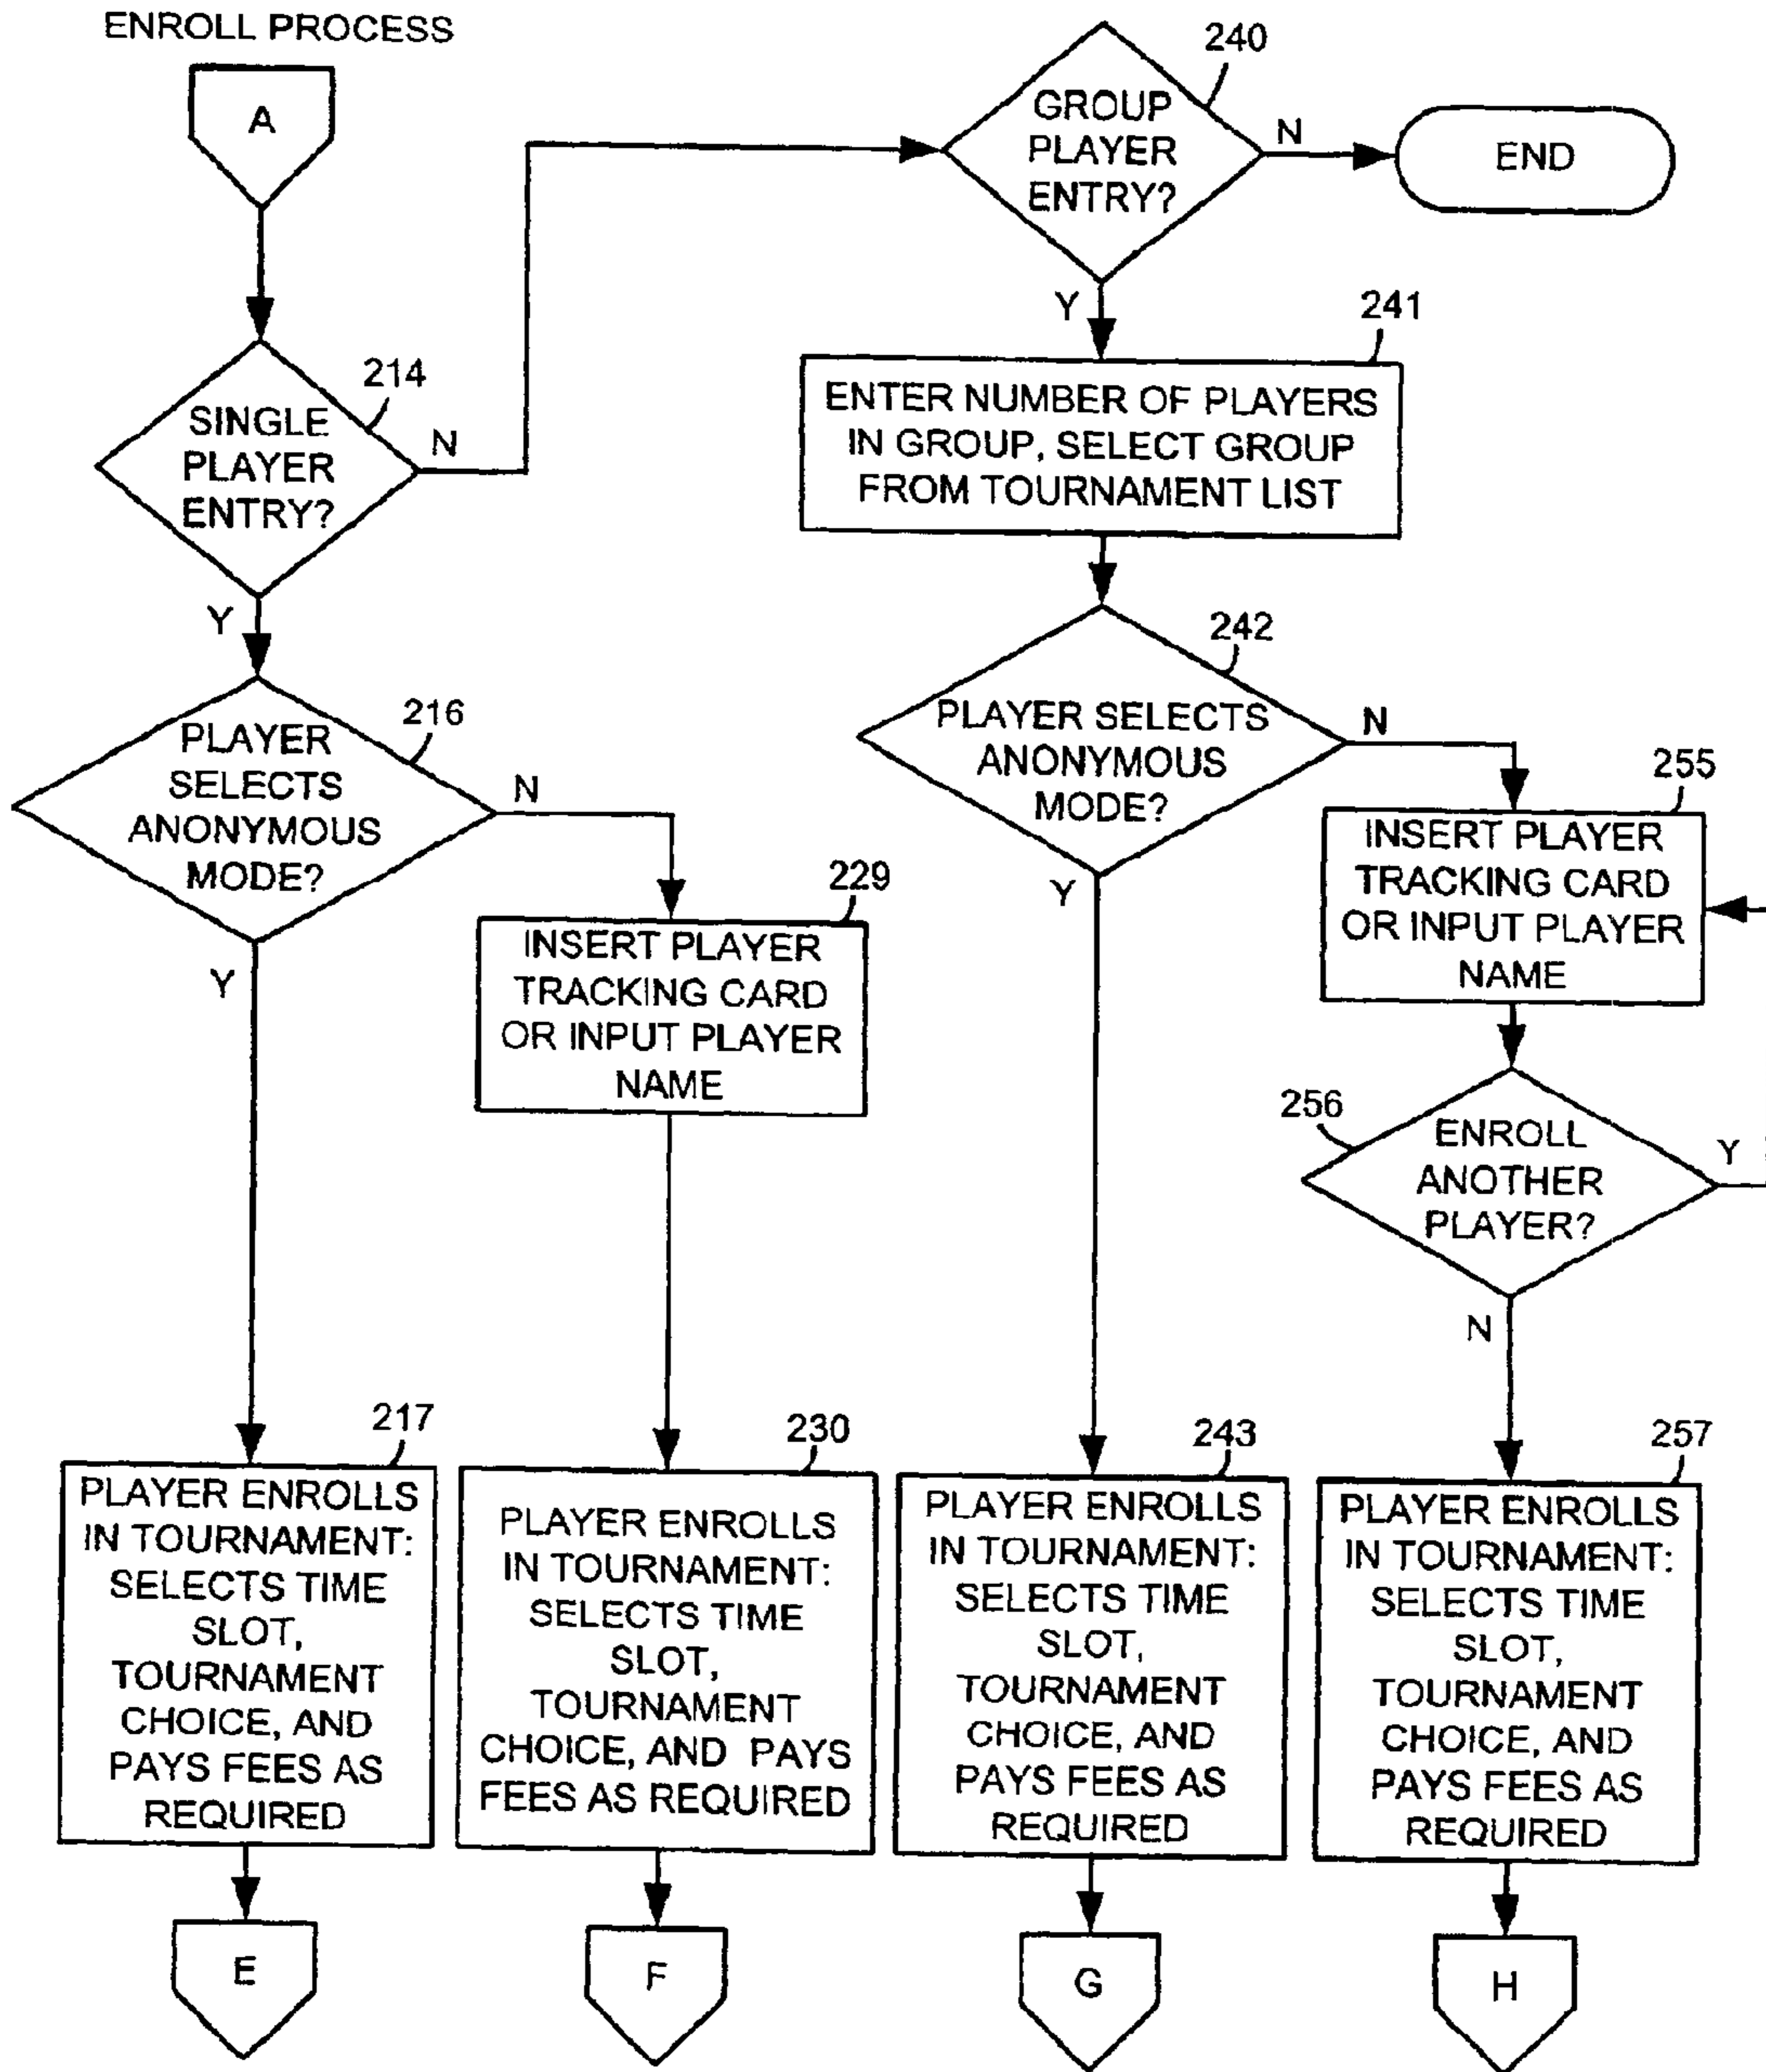 ENROLL PROCESS
A
214
SINGLE
PLAYER
ENTRY?
N
Y
240
GROUP
PLAYER
ENTRY?
N
END
Y
241
ENTER NUMBER OF PLAYERS
IN GROUP, SELECT GROUP
FROM TOURNAMENT LIST
216
PLAYER
SELECTS
ANONYMOUS
MODE?
N
Y
229
INSERT PLAYER
TRACKING CARD
OR INPUT PLAYER
NAME
242
PLAYER SELECTS
ANONYMOUS
MODE?
N
Y
255
INSERT PLAYER
TRACKING CARD
OR INPUT PLAYER
NAME
256
ENROLL
ANOTHER
PLAYER?
Y
N
217
PLAYER ENROLLS
IN TOURNAMENT:
SELECTS TIME
SLOT,
TOURNAMENT
CHOICE, AND
PAYS FEES AS
REQUIRED
230
PLAYER ENROLLS
IN TOURNAMENT:
SELECTS TIME
SLOT,
TOURNAMENT
CHOICE, AND PAYS
FEES AS REQUIRED
243
PLAYER ENROLLS
IN TOURNAMENT:
SELECTS TIME
SLOT,
TOURNAMENT
CHOICE, AND
PAYS FEES AS
REQUIRED
257
PLAYER ENROLLS
IN TOURNAMENT:
SELECTS TIME
SLOT,
TOURNAMENT
CHOICE, AND
PAYS FEES AS
REQUIRED
E
F
G
H